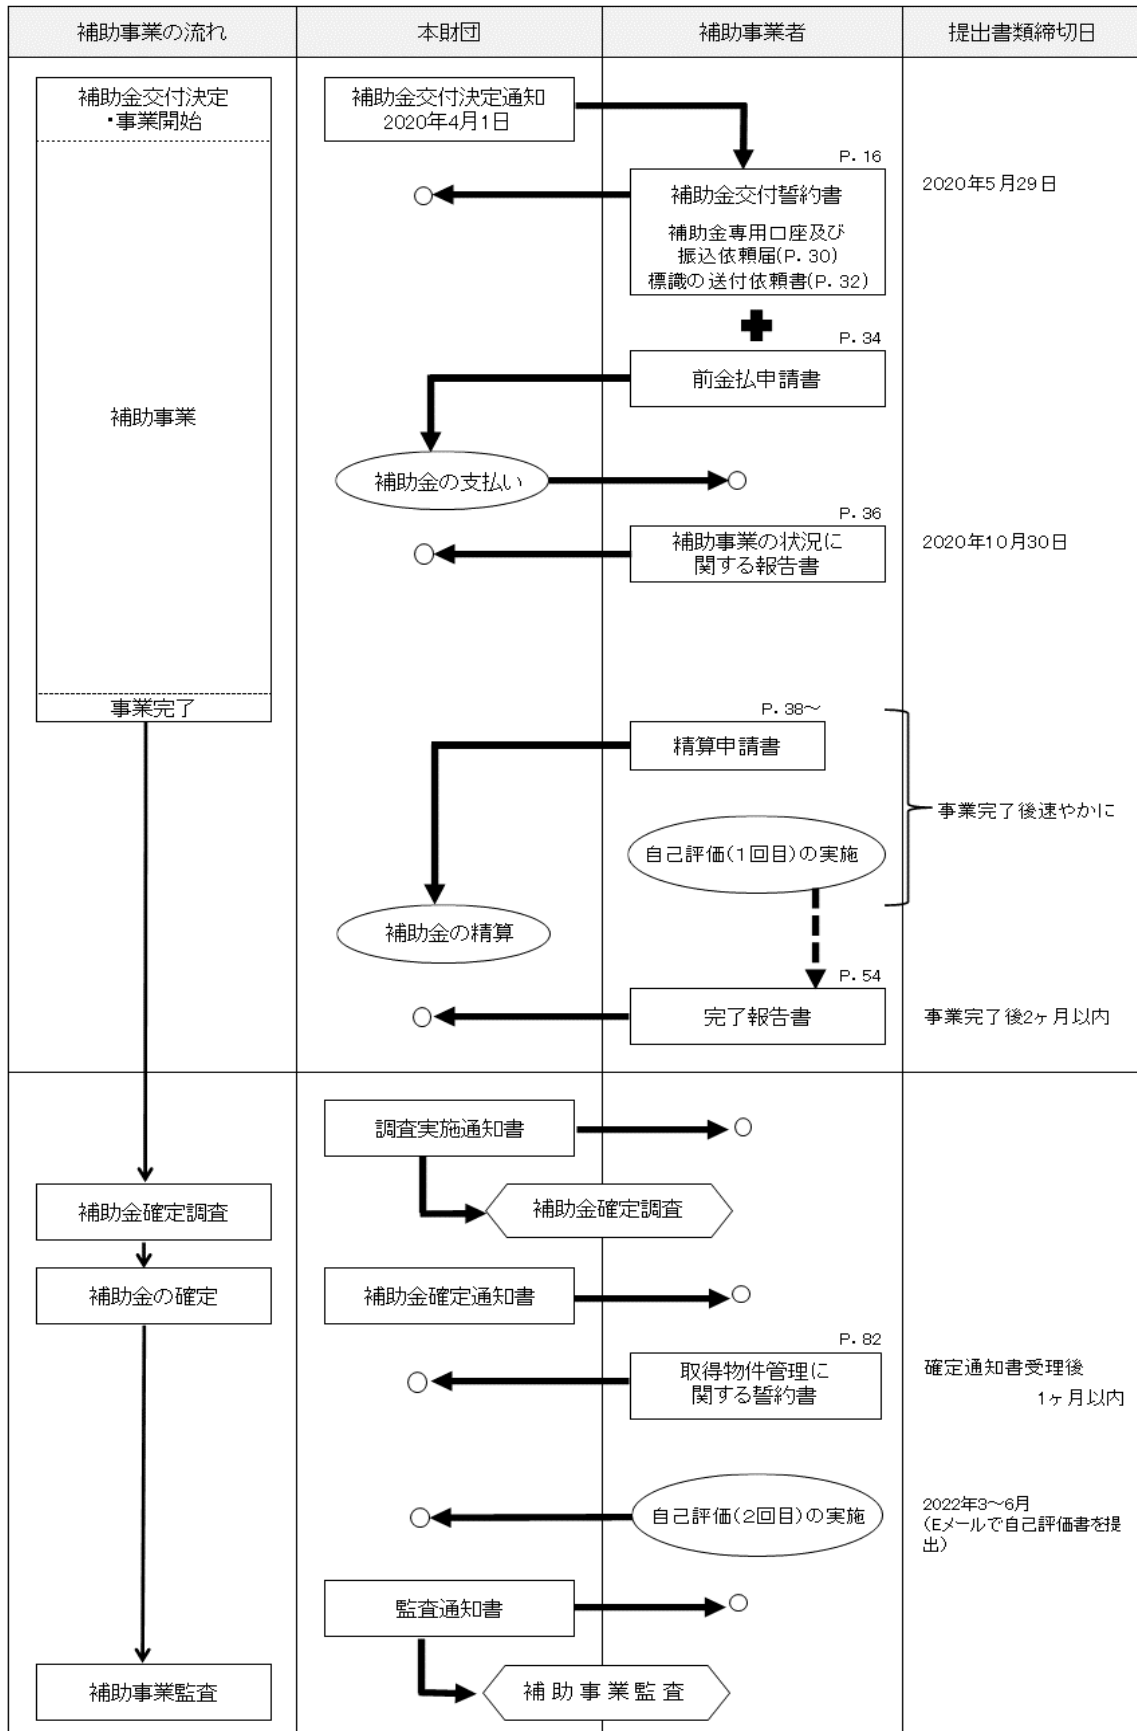 補助事業の流れ
本財団
補助事業者
提出書類締切日
補助金交付決定
・事業開始
補助金交付決定通知
2020年4月1日
P.16
補助金交付誓約書
補助金専用口座及び
振込依頼届(P.30)
標識の送付依頼書(P.32)
2020年5月29日
P.34
前金払申請書
補助事業
補助金の支払い
P.36
補助事業の状況に
関する報告書
2020年10月30日
事業完了
P.38～
精算申請書
事業完了後速やかに
自己評価(1回目)の実施
補助金の精算
P.54
完了報告書
事業完了後2ヶ月以内
調査実施通知書
補助金確定調査
補助金確定調査
補助金の確定
補助金確定通知書
P.82
取得物件管理に
関する誓約書
確定通知書受理後
1ヶ月以内
自己評価(2回目)の実施
2022年3～6月
(Eメールで自己評価書を提
出)
監査通知書
補助事業監査
補助事業監査